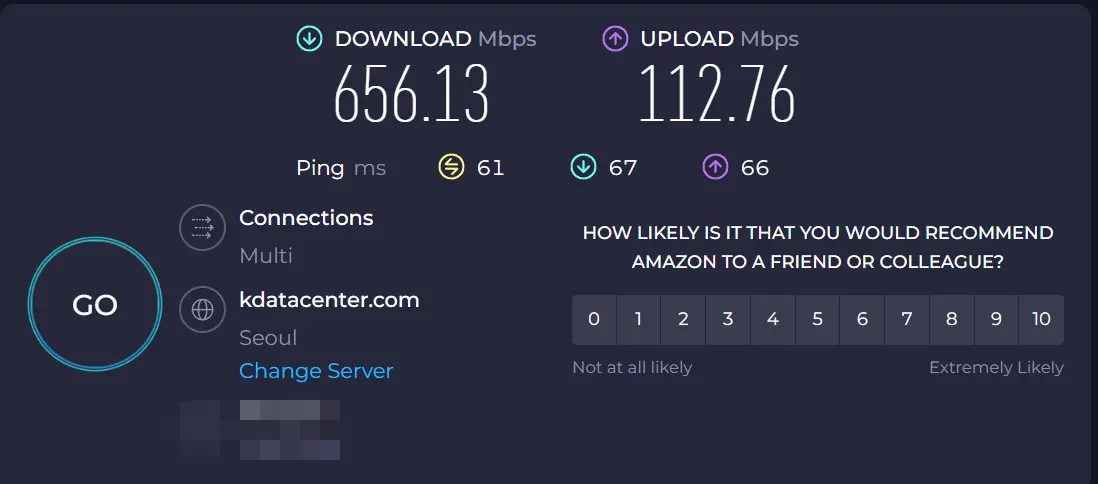 DOWNLOAD Mbps
UPLOAD Mbps
656.13
112.76
Ping ms 61 67 66
Connections
Multi
kdatacenter.com
Seoul
Change Server
GO
HOW LIKELY IS IT THAT YOU WOULD RECOMMEND
AMAZON TO A FRIEND OR COLLEAGUE?
0 1 2 3 4 5 6 7 8 9 10
Not at all likely
Extremely Likely